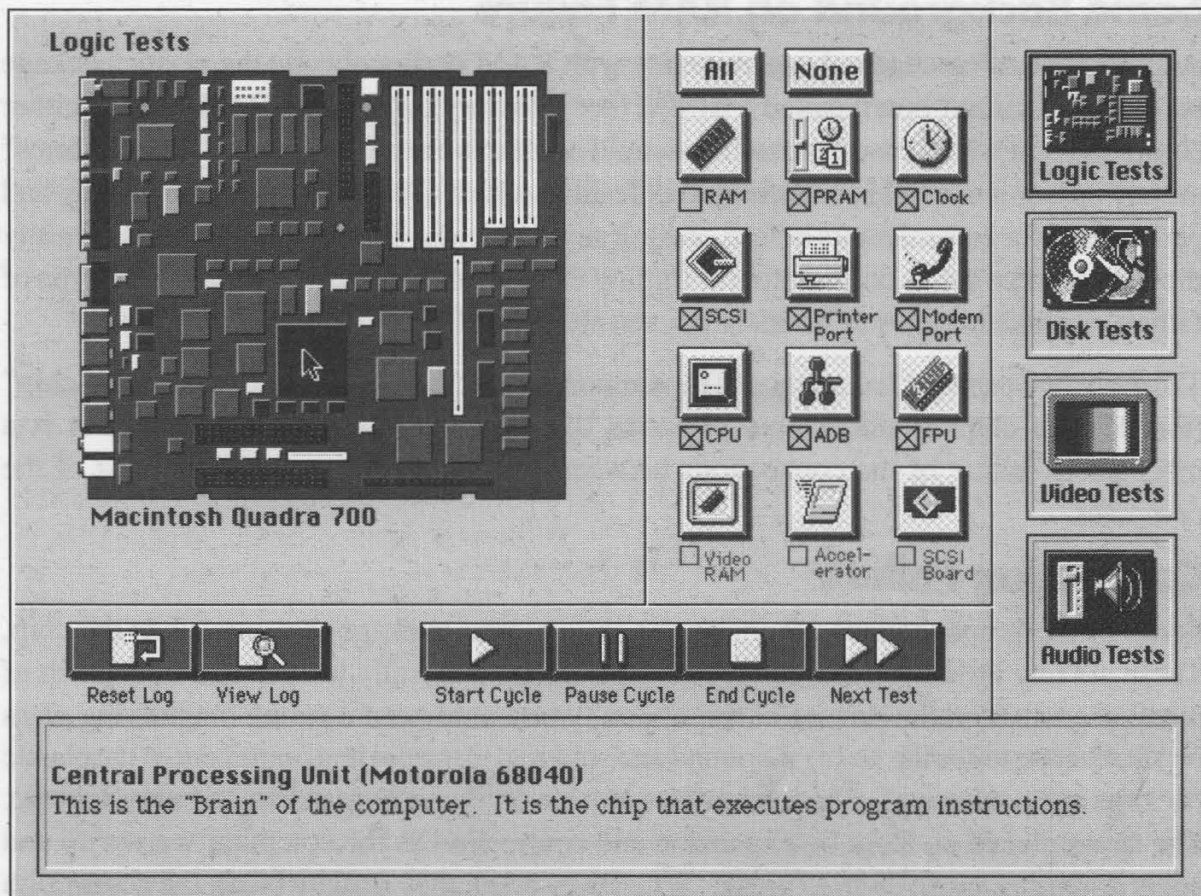 Logic Tests
Macintosh Quadra 700
All None
RAM PRAM Clock
SCSI Printer Port Modem Port
CPU ADB FPU
Video RAM Accel-erator SCSI Board
Logic Tests
Disk Tests
Video Tests
Audio Tests
Reset Log View Log Start Cycle Pause Cycle End Cycle Next Test
Central Processing Unit (Motorola 68040)
This is the "Brain" of the computer. It is the chip that executes program instructions.